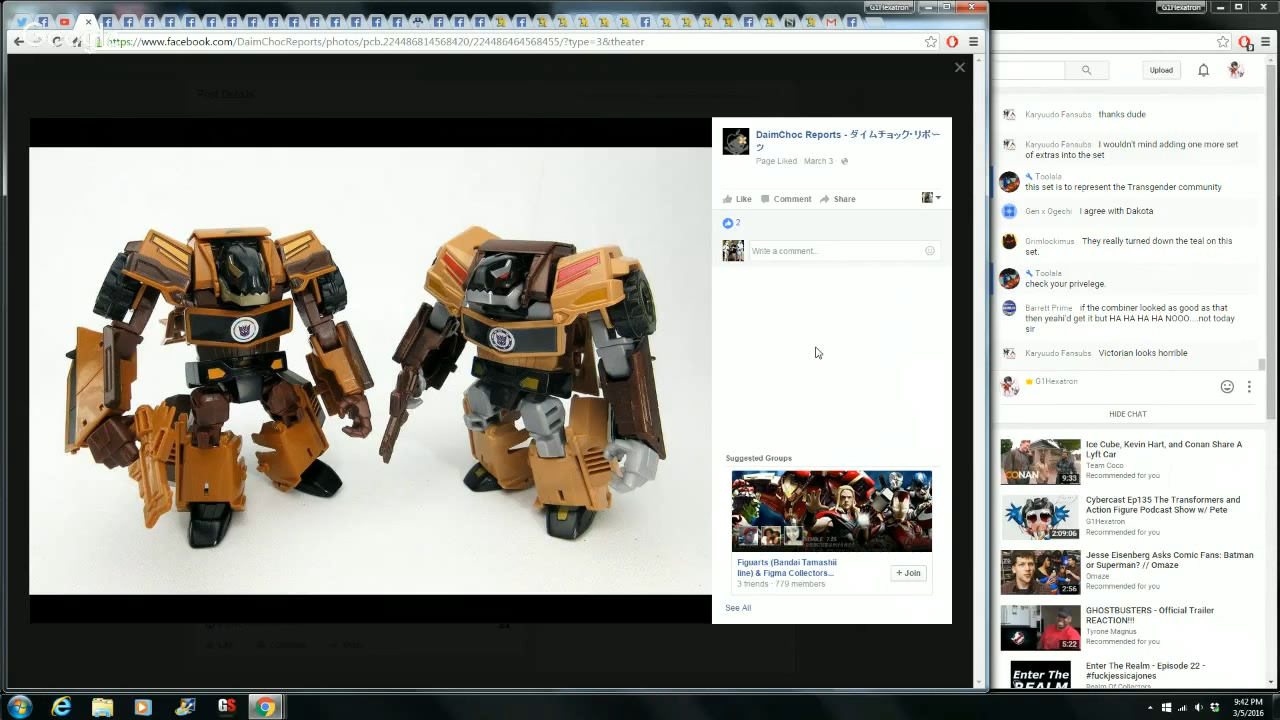 G1Hexatron
G1Hexatron
https://www.facebook.com/DaimChocReports/photos/pcb.224486814568420/224486464568455/?type=3&theater
Post Details
DaimChoc Reports - ダイムチョック・リポー
ツ
Page Liked March 3
Like Comment Share
2
Write a comment...
Suggested Groups
Figuarts (Bandai Tamashii
line) & Figma Collectors...
3 friends · 779 members
+ Join
See All
Upload
Karyuudo Fansubs thanks dude
Karyuudo Fansubs I wouldn't mind adding one more set
of extras into the set
Toolala
this set is to represent the Transgender community
Gen x Ogechi I agree with Dakota
Grimlockimus They really turned down the teal on this
set.
Toolala
check your privelege.
Barrett Prime if the combiner looked as good as that
then yeahi'd get it but HA HA HA HA NOOO....not today
sir
Karyuudo Fansubs Victorian looks horrible
G1Hexatron
HIDE CHAT
CONAN
9:33
Ice Cube, Kevin Hart, and Conan Share A
Lyft Car
Team Coco
Recommended for you
2:09:06
Cybercast Ep135 The Transformers and
Action Figure Podcast Show w/ Pete
G1Hexatron
Recommended for you
2:56
Jesse Eisenberg Asks Comic Fans: Batman
or Superman? // Omaze
Omaze
Recommended for you
5:22
GHOSTBUSTERS - Official Trailer
REACTION!!!
Tyrone Magnus
Recommended for you
Enter The
REALM
Enter The Realm - Episode 22 -
#fuckjessicajones
Realm Of Collectors
GS
9:42 PM
3/5/2016